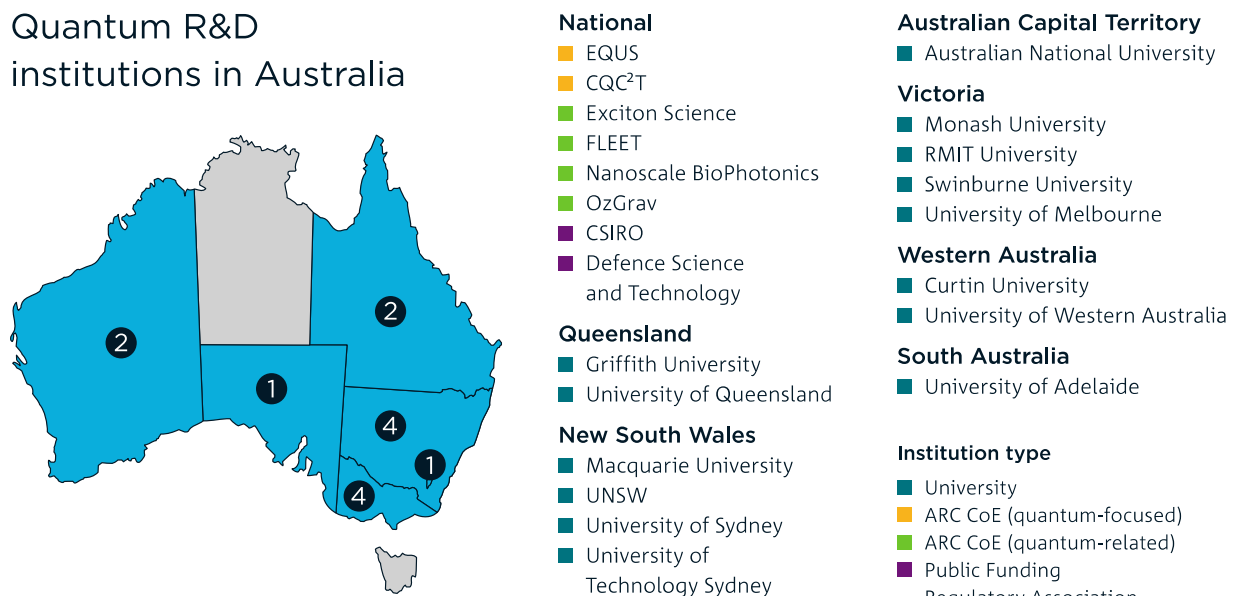 Quantum R&D
institutions in Australia
2
2
1
4
1
4
National
EQUS
CQC²T
Exciton Science
FLEET
Nanoscale BioPhotonics
OzGrav
CSIRO
Defence Science
and Technology
Queensland
Griffith University
University of Queensland
New South Wales
Macquarie University
UNSW
University of Sydney
University of
Technology Sydney
Australian Capital Territory
Australian National University
Victoria
Monash University
RMIT University
Swinburne University
University of Melbourne
Western Australia
Curtin University
University of Western Australia
South Australia
University of Adelaide
Institution type
University
ARC CoE (quantum-focused)
ARC CoE (quantum-related)
Public Funding
Regulatory Association